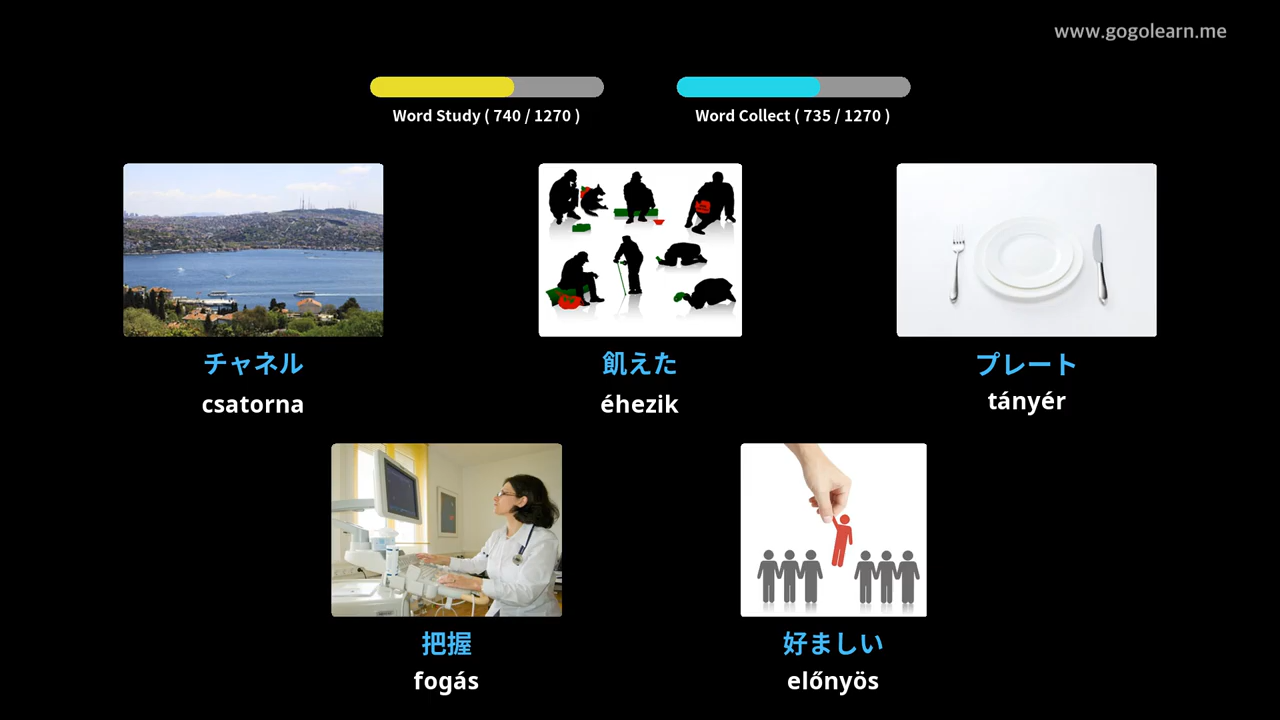 www.gogolearn.me
Word Study ( 740 / 1270 )
Word Collect ( 735 / 1270 )
チャネル
飢えた
プレート
csatorna
éhezik
tányér
把握
好ましい
fogás
előnyös